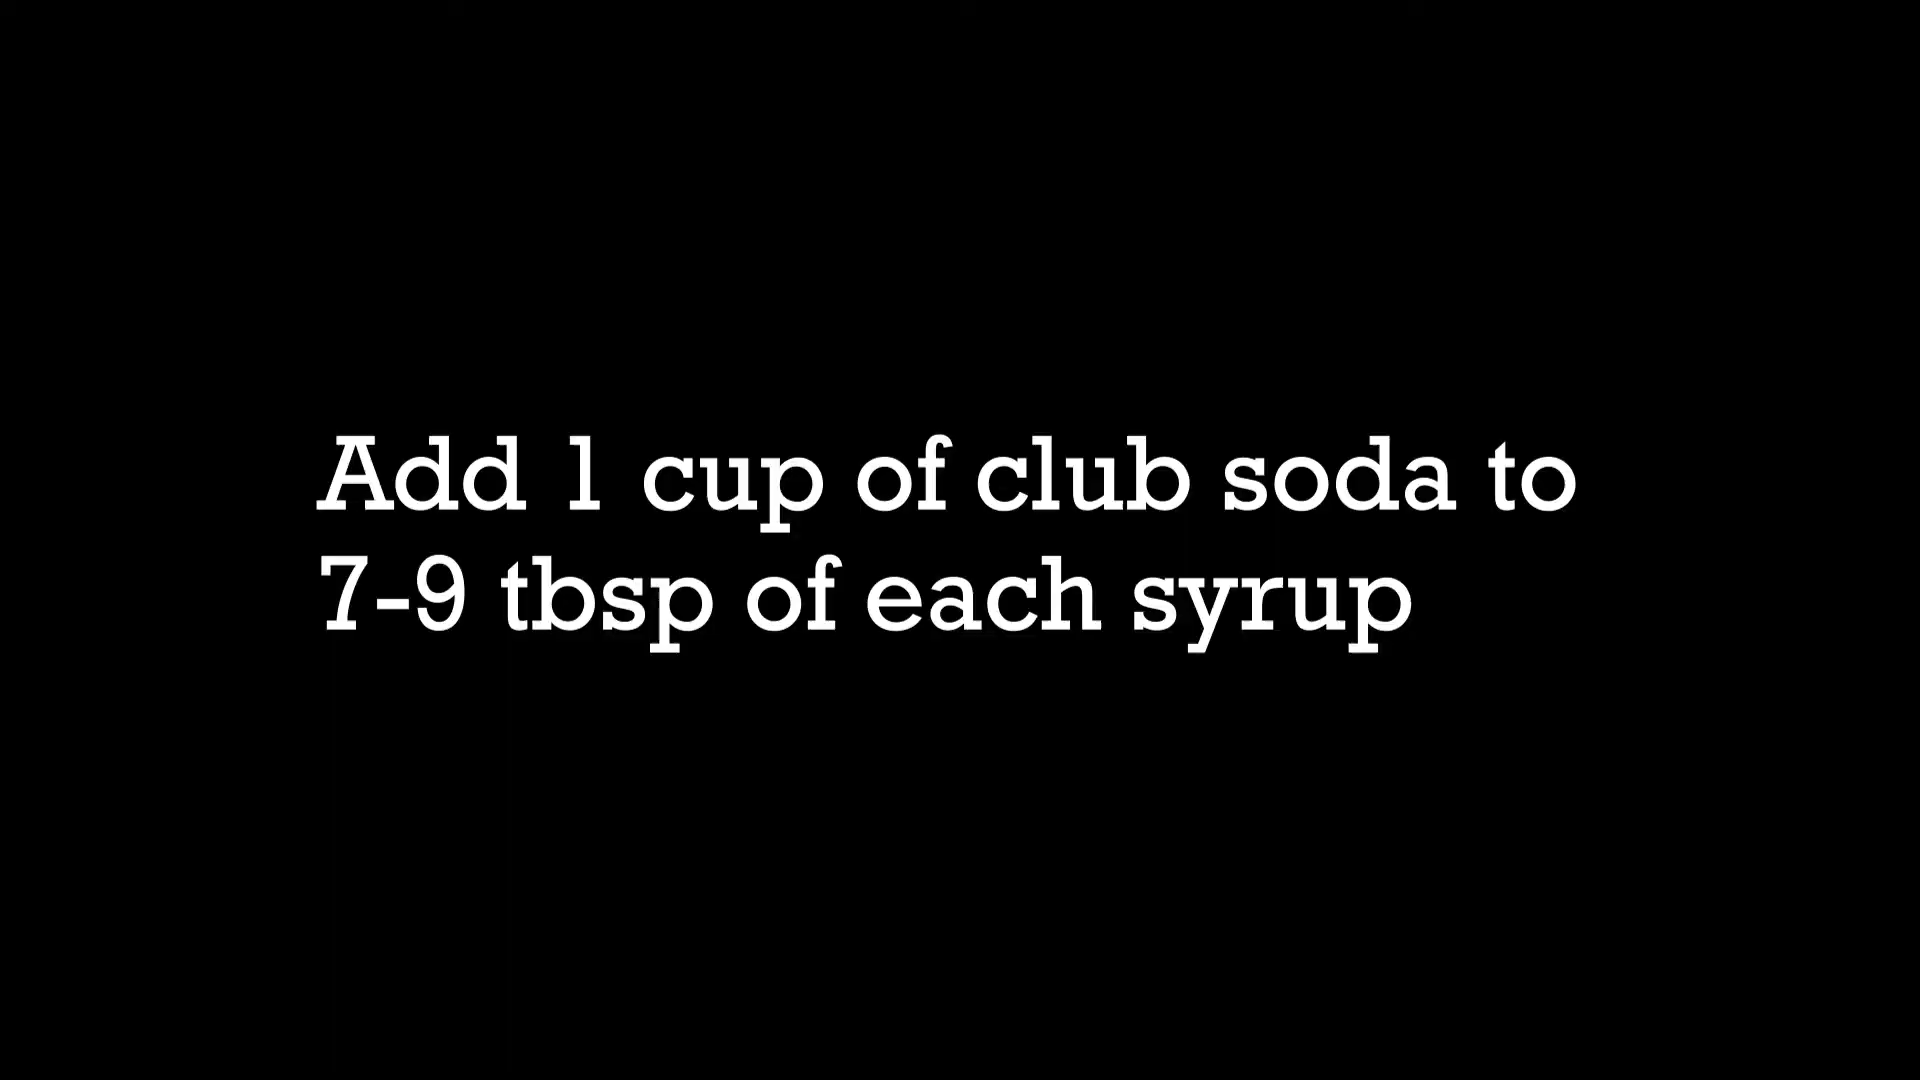 Add 1 cup of club soda to
7-9 tbsp of each syrup